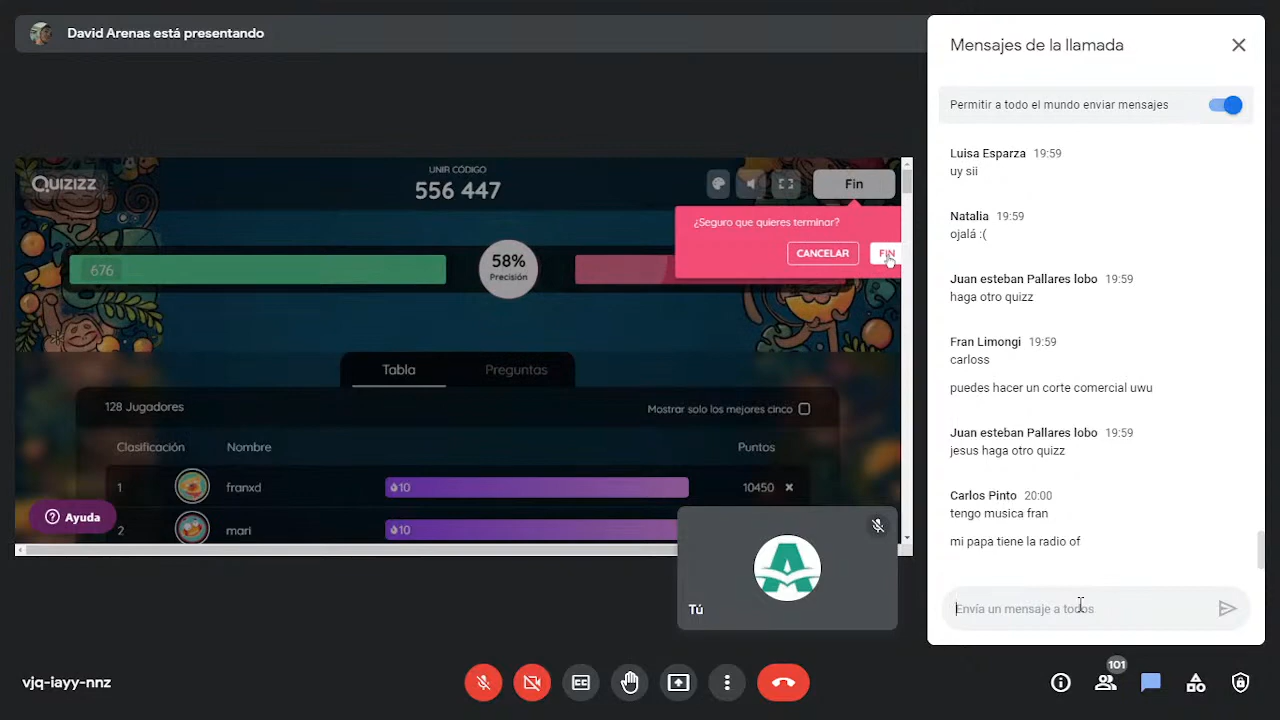 David Arenas está presentando
Quizizz
UNIR CÓDIGO
556 447
Fin
¿Seguro que quieres terminar?
CANCELAR
FIN
676
58%
Precisión
Tabla
Preguntas
128 Jugadores
Mostrar solo los mejores cinco
Clasificación
Nombre
Puntos
1
franxd
10
10450
2
mari
10
Ayuda
Tú
Mensajes de la llamada
Permitir a todo el mundo enviar mensajes
Luisa Esparza 19:59
uy sii
Natalia 19:59
ojalá :(
Juan esteban Pallares lobo 19:59
haga otro quizz
Fran Limongi 19:59
carloss
puedes hacer un corte comercial uwu
Juan esteban Pallares lobo 19:59
jesus haga otro quizz
Carlos Pinto 20:00
tengo musica fran
mi papa tiene la radio of
Envía un mensaje a todos
vjq-iayy-nnz
CC
101